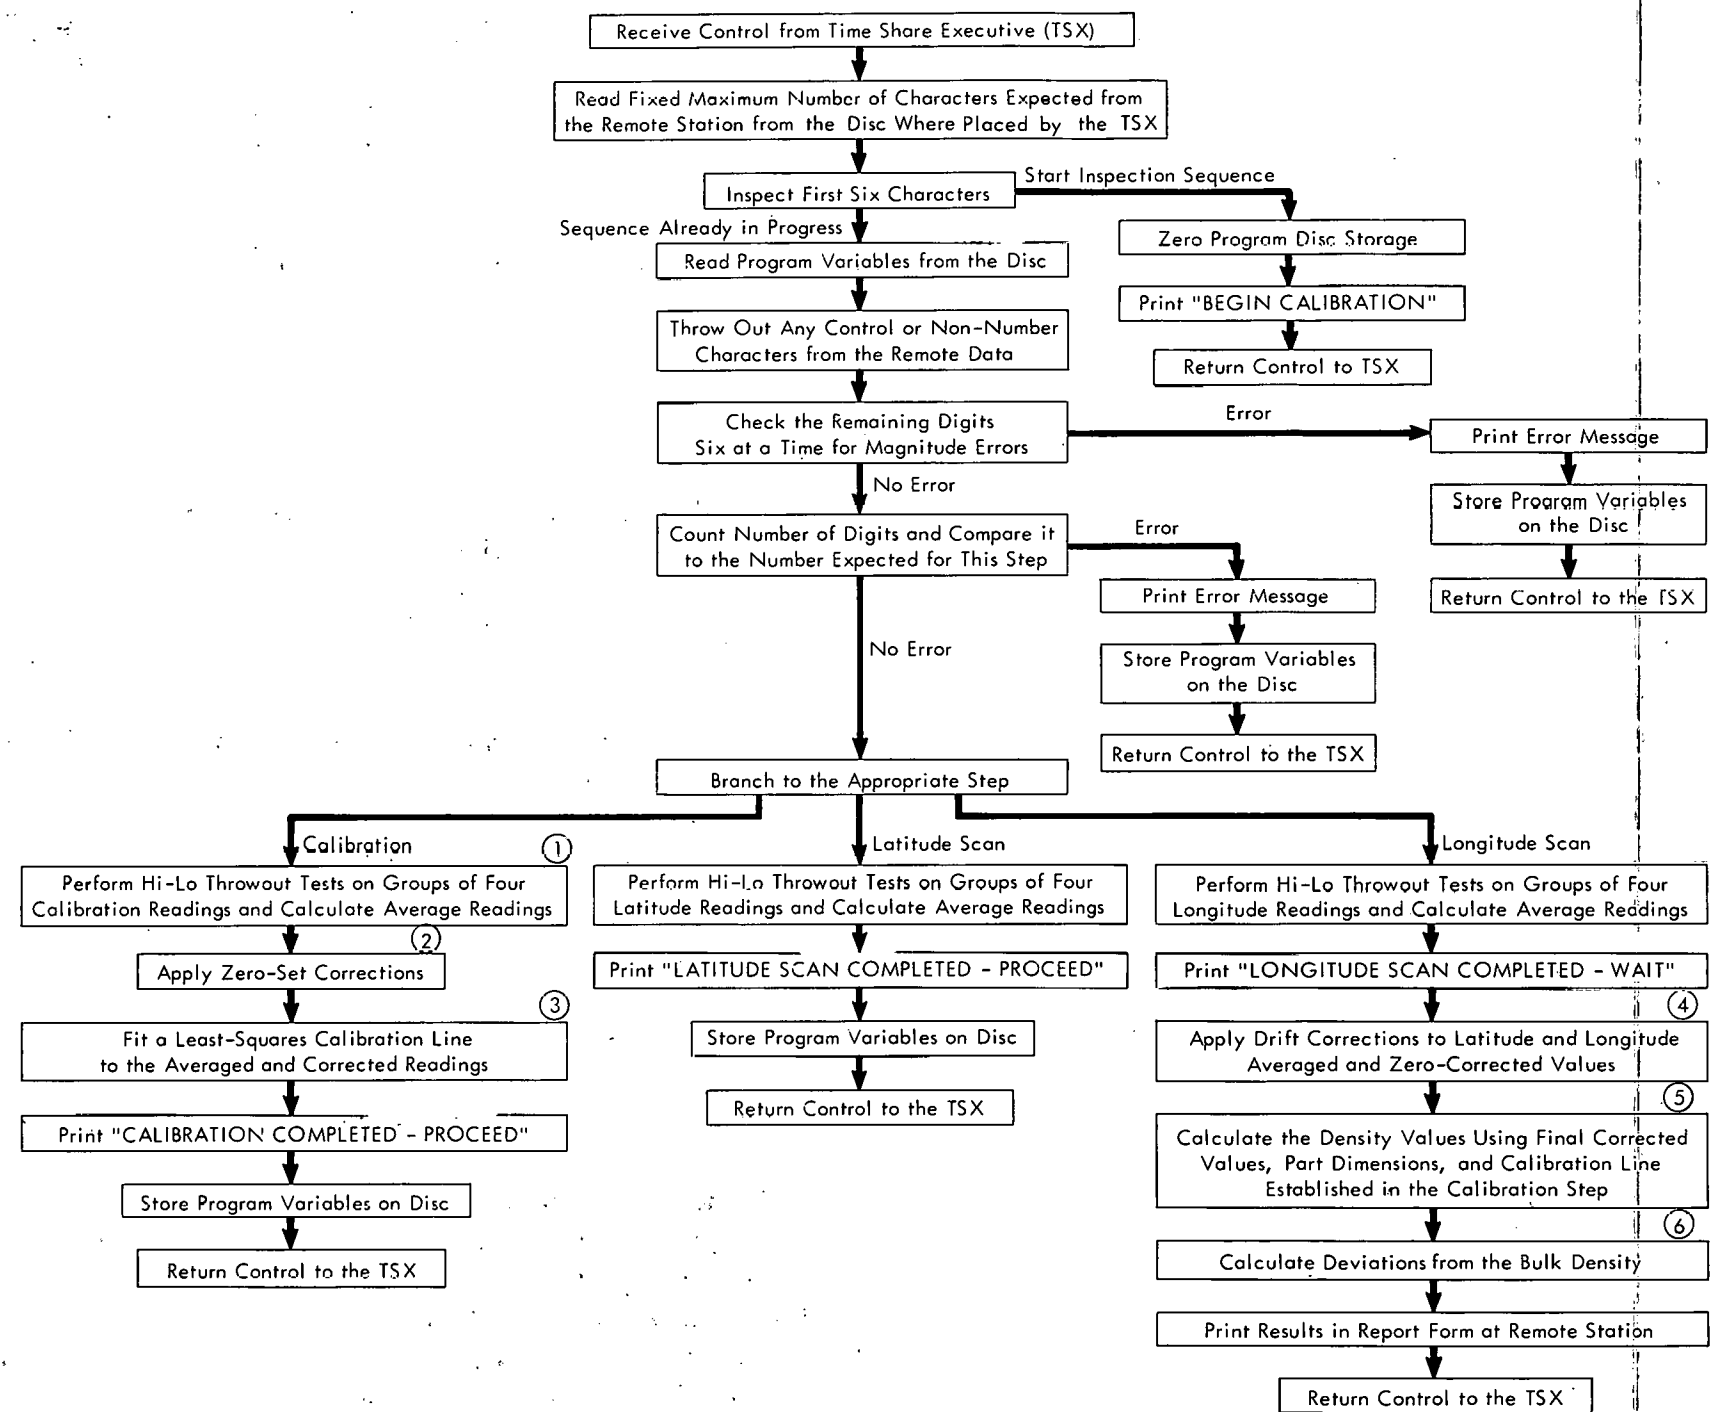 Receive Control from Time Share Executive (TSX)
Read Fixed Maximum Number of Characters Expected from
the Remote Station from the Disc Where Placed by the TSX
Inspect First Six Characters
Start Inspection Sequence
Zero Program Disc Storage
Print "BEGIN CALIBRATION"
Return Control to TSX
Sequence Already in Progress
Read Program Variables from the Disc
Throw Out Any Control or Non-Number
Characters from the Remote Data
Check the Remaining Digits
Six at a Time for Magnitude Errors
Error
Print Error Message
Store Program Variables
on the Disc
Return Control to the TSX
No Error
Count Number of Digits and Compare it
to the Number Expected for This Step
Error
Print Error Message
Store Program Variables
on the Disc
Return Control to the TSX
No Error
Branch to the Appropriate Step
Calibration
1
Perform Hi-Lo Throwout Tests on Groups of Four
Calibration Readings and Calculate Average Readings
2
Apply Zero-Set Corrections
3
Fit a Least-Squares Calibration Line
to the Averaged and Corrected Readings
Print "CALIBRATION COMPLETED - PROCEED"
Store Program Variables on Disc
Return Control to the TSX
Latitude Scan
Perform Hi-Lo Throwout Tests on Groups of Four
Latitude Readings and Calculate Average Readings
Print "LATITUDE SCAN COMPLETED - PROCEED"
Store Program Variables on Disc
Return Control to the TSX
Longitude Scan
Perform Hi-Lo Throwout Tests on Groups of Four
Longitude Readings and Calculate Average Readings
Print "LONGITUDE SCAN COMPLETED - WAIT"
4
Apply Drift Corrections to Latitude and Longitude
Averaged and Zero-Corrected Values
5
Calculate the Density Values Using Final Corrected
Values, Part Dimensions, and Calibration Line
Established in the Calibration Step
6
Calculate Deviations from the Bulk Density
Print Results in Report Form at Remote Station
Return Control to the TSX